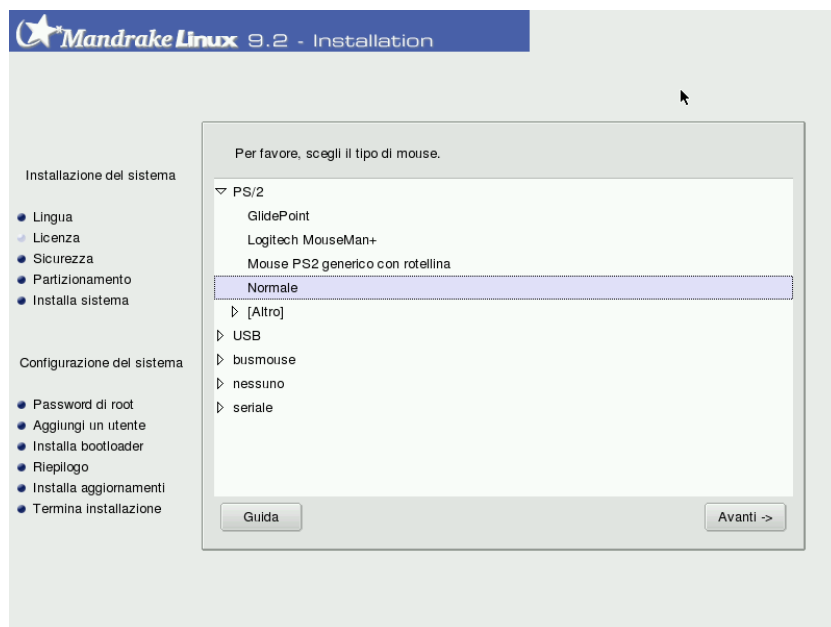 Mandrake Linux 9.2 - Installation
Per favore, scegli il tipo di mouse.
Installazione del sistema
Lingua
Licenza
Sicurezza
Partizionamento
Installa sistema
Configurazione del sistema
Password di root
Aggiungi un utente
Installa bootloader
Riepilogo
Installa aggiornamenti
Termina installazione
PS/2
GlidePoint
Logitech MouseMan+
Mouse PS2 generico con rotellina
Normale
[Altro]
USB
busmouse
nessuno
seriale
Guida
Avanti ->